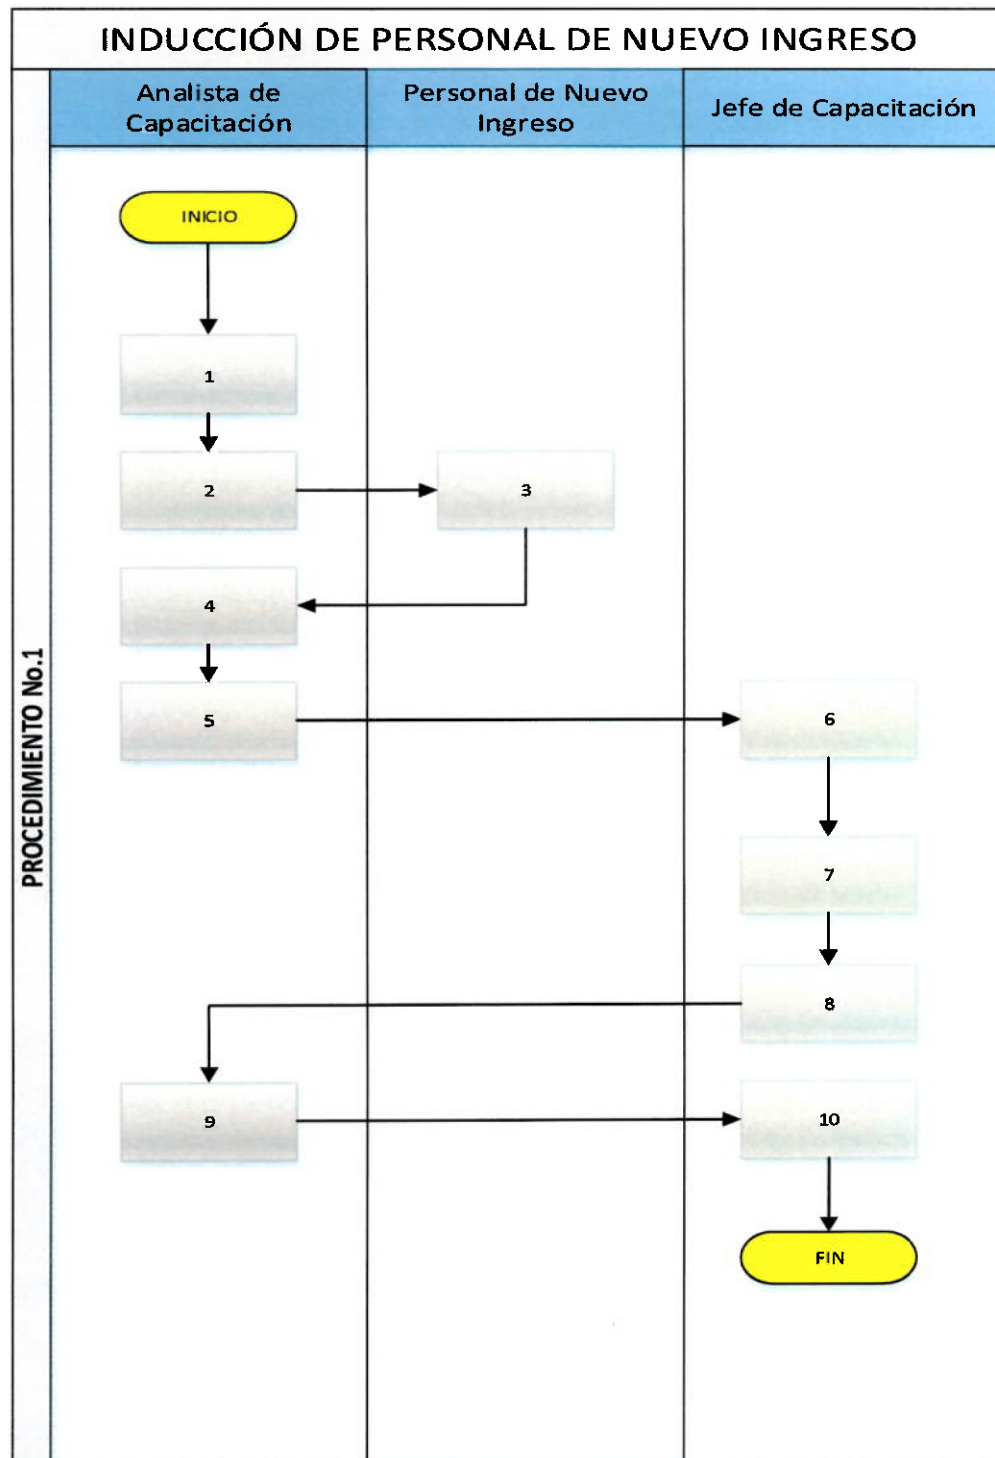 INDUCCIÓN DE PERSONAL DE NUEVO INGRESO
PROCEDIMIENTO No.1
Analista de
Capacitación
Personal de Nuevo
Ingreso
Jefe de Capacitación
INICIO
1
2
3
4
5
6
7
8
9
10
FIN